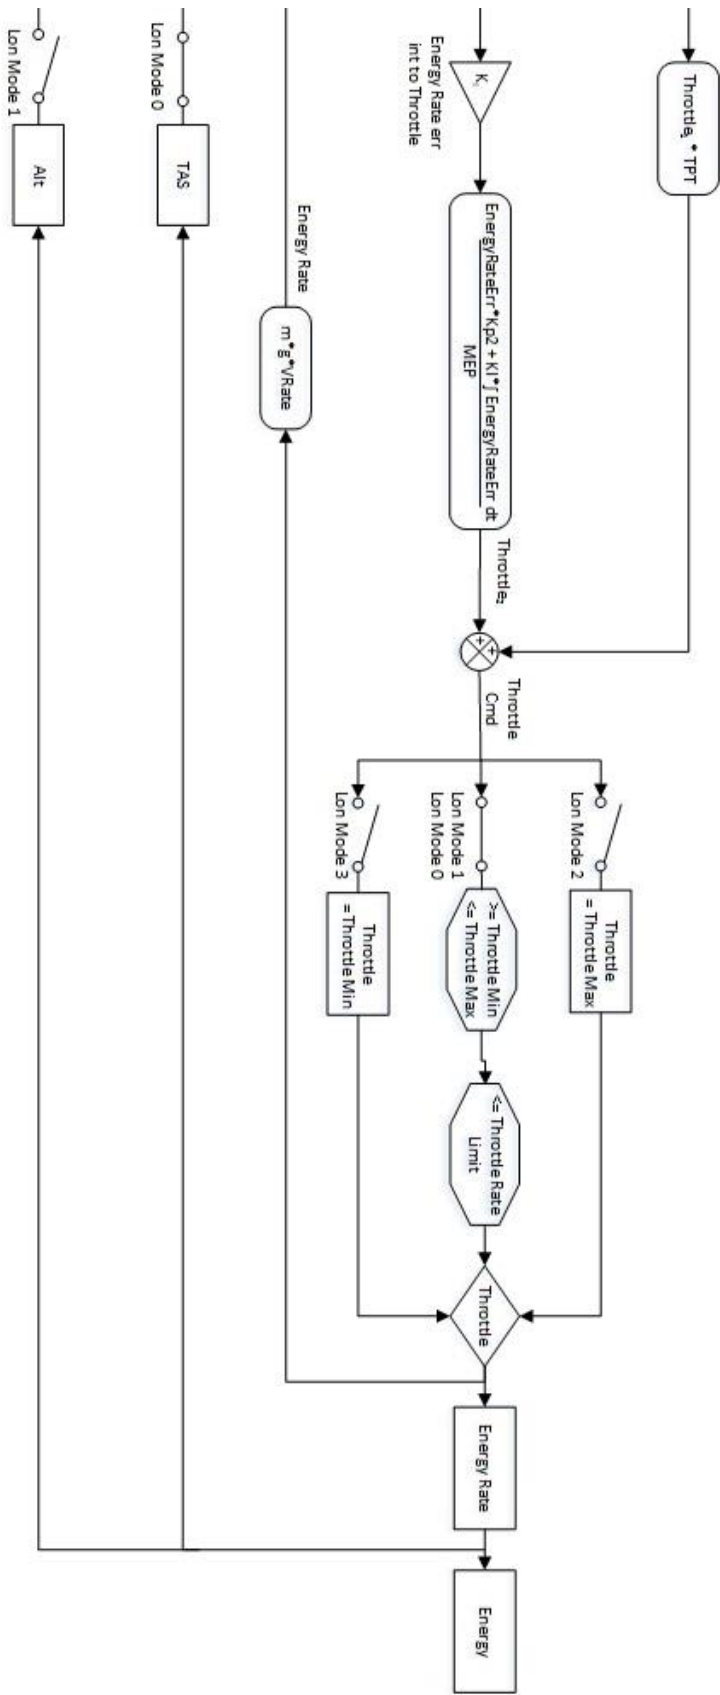 Throttle₁ * TPT
Lon Mode 2
Throttle
= Throttle Max
K
Energy Rate err
int to Throttle
EnergyRateErr*Kp2 + KI*∫ EnergyRateErr dt
MEP
Throttle₂
+
+
Throttle
Cmd
Lon Mode 1
Lon Mode 0
>= Throttle Min
<= Throttle Max
<= Throttle Rate
Limit
Throttle
Energy Rate
Energy
Lon Mode 3
Throttle
= Throttle Min
Energy Rate
m*g*VRate
Lon Mode 0
TAS
Lon Mode 1
Alt